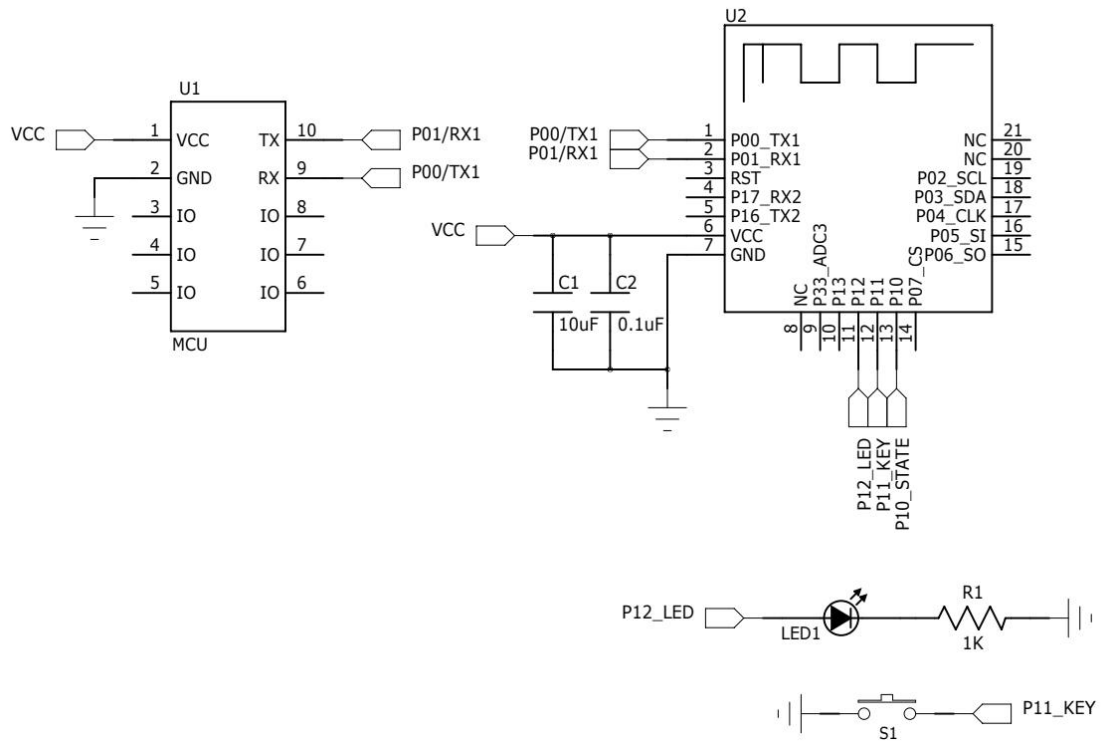 U2
U1
VCC
1
VCC
TX
10
P01/RX1
2
GND
RX
9
P00/TX1
3
IO
IO
8
4
IO
IO
7
5
IO
IO
6
MCU
P00/TX1
1
P00_TX1
P01/RX1
2
P01_RX1
3
RST
4
P17_RX2
5
P16_TX2
VCC
6
VCC
7
GND
NC
21
NC
20
P02_SCL
19
P03_SDA
18
P04_CLK
17
P05_SI
16
P06_SO
15
NC
P33_ADC3
P13
P12
P11
P10
P07_CS
8
9
10
11
12
13
14
C1
10uF
C2
0.1uF
P12_LED
P11_KEY
P10_STATE
P12_LED
LED1
R1
1K
S1
P11_KEY